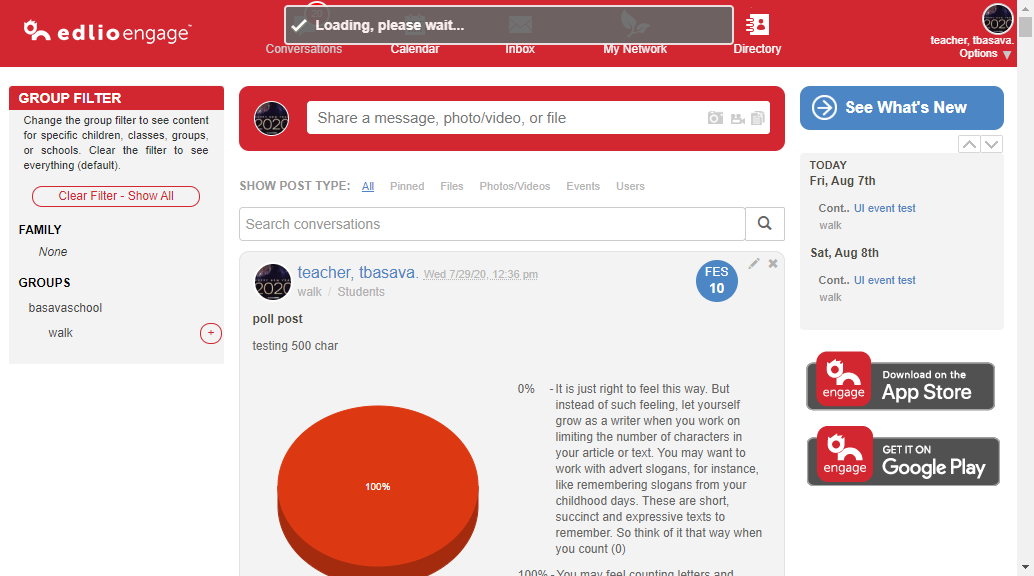 edlio engage
Loading, please wait...
Conversations
Calendar
Inbox
My Network
Directory
teacher, tbasava.
Options
GROUP FILTER
Change the group filter to see content
for specific children, classes, groups,
or schools. Clear the filter to see
everything (default).
Clear Filter - Show All
FAMILY
None
GROUPS
basavaschool
walk
+
2020
Share a message, photo/video, or file
SHOW POST TYPE: All Pinned Files Photos/Videos Events Users
Search conversations
2020
teacher, tbasava. Wed 7/29/20, 12:36 pm
walk / Students
FES
10
poll post
testing 500 char
100%
0% - It is just right to feel this way. But
instead of such feeling, let yourself
grow as a writer when you work on
limiting the number of characters in
your article or text. You may want to
work with advert slogans, for instance,
like remembering slogans from your
childhood days. These are short,
succinct and expressive texts to
remember. So think of it that way when
you count (0)
100% - You may feel counting letters and
See What's New
TODAY
Fri, Aug 7th
Cont.. UI event test
walk
Sat, Aug 8th
Cont.. UI event test
walk
engage
Download on the
App Store
engage
GET IT ON
Google Play